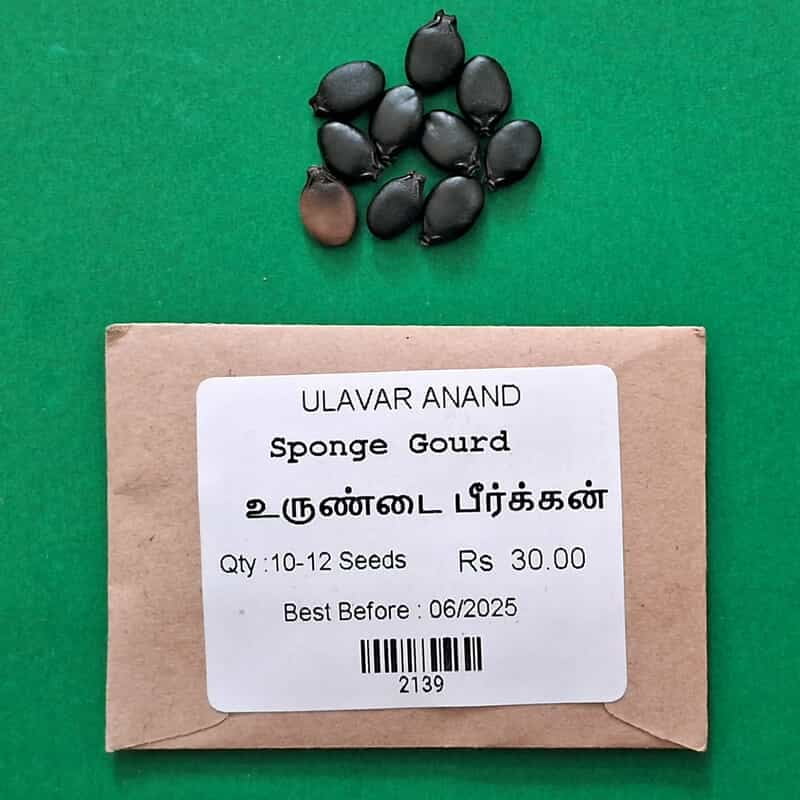 ULAVAR ANAND
Sponge Gourd
உருண்டை பீர்க்கன்
Qty :10-12 Seeds Rs 30.00
Best Before : 06/2025
2139